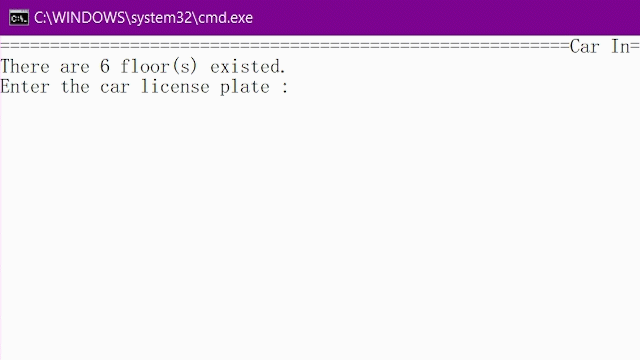 C:\WINDOWS\system32\cmd.exe
=========================================================Car In=
There are 6 floor(s) existed.
Enter the car license plate :